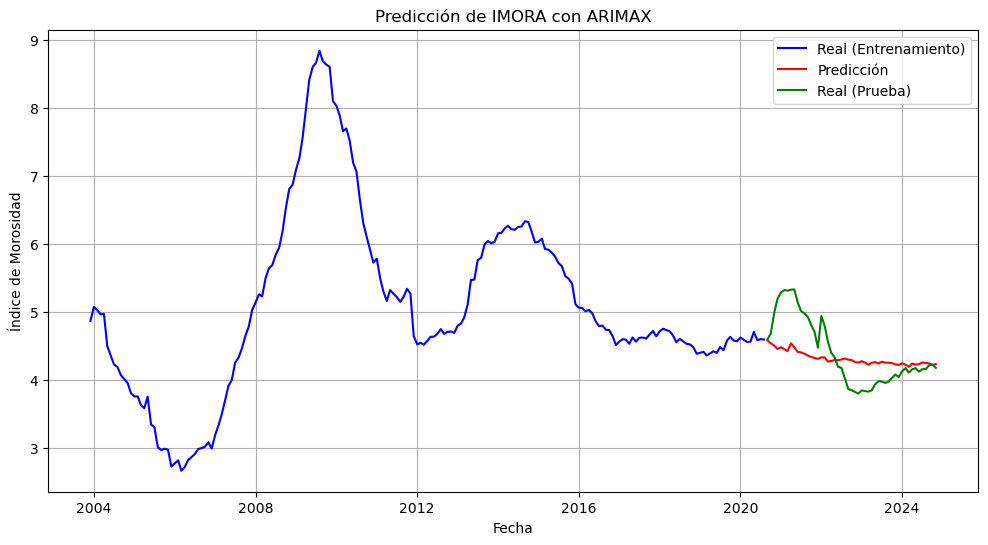 Predicción de IMORA con ARIMAX
Real (Entrenamiento)
Predicción
Real (Prueba)
Índice de Morosidad
9
8
7
6
5
4
3
2004 2008 2012 2016 2020 2024
Fecha